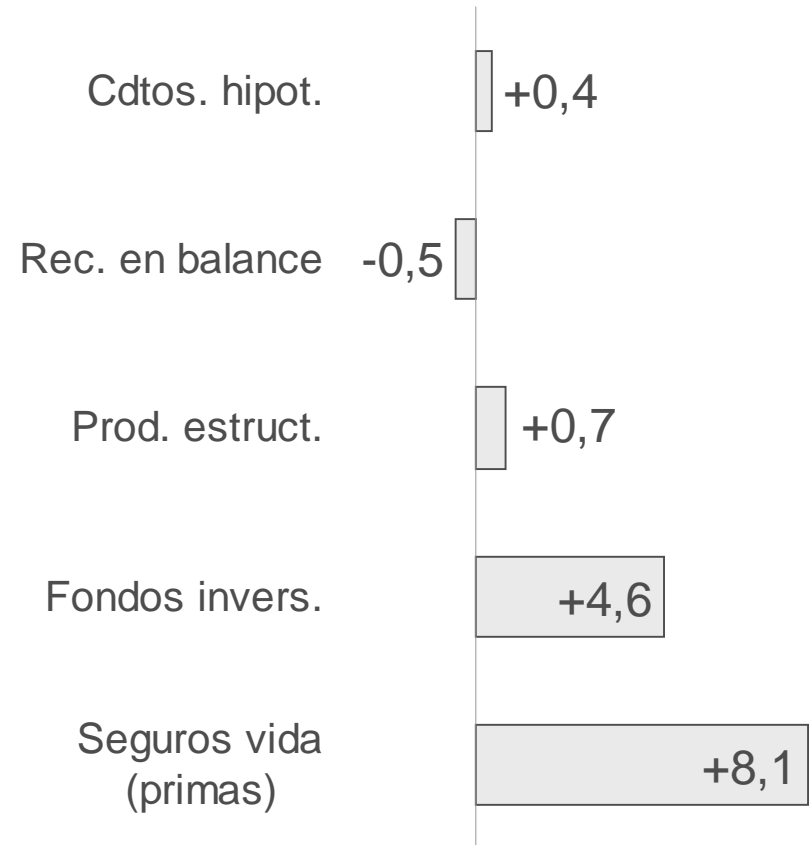 Cdtos. hipot. +0,4
Rec. en balance -0,5
Prod. estruct. +0,7
Fondos invers. +4,6
Seguros vida
(primas) +8,1